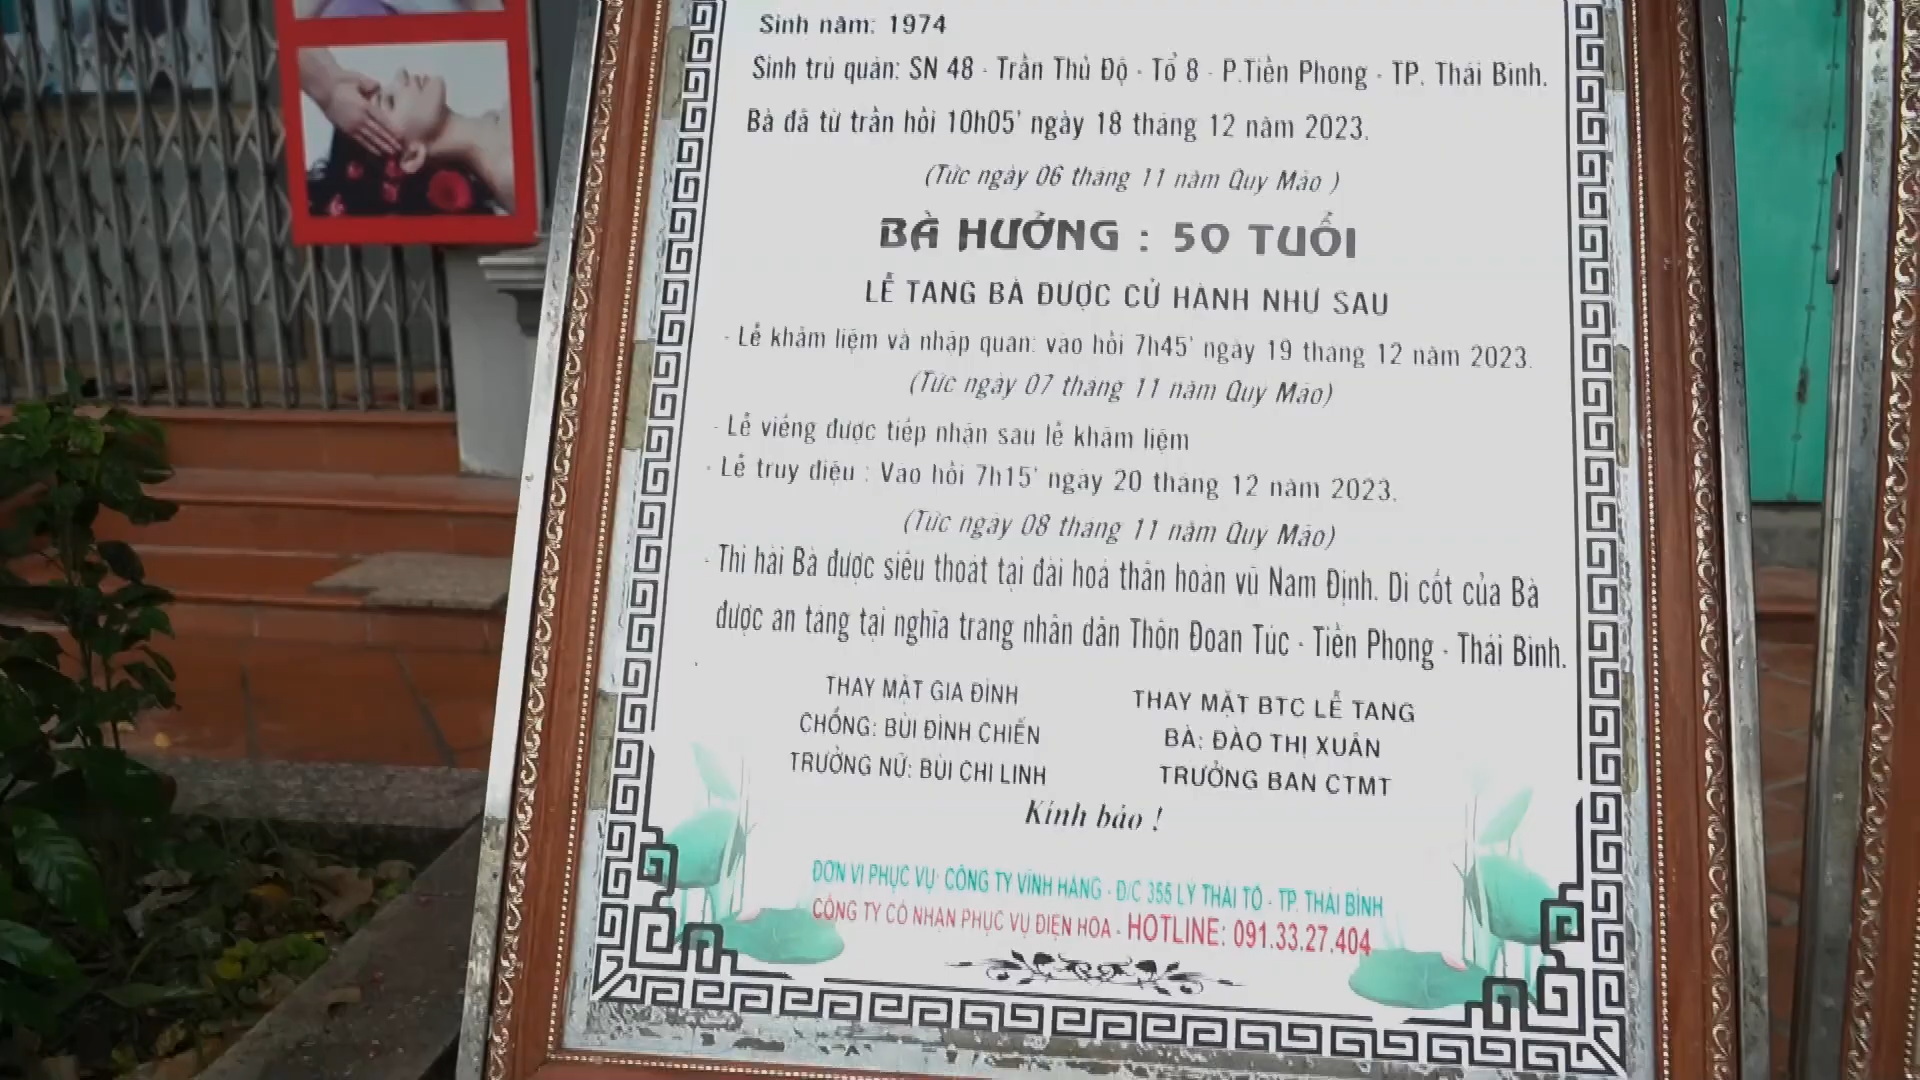 Sinh năm: 1974
Sinh trú quán: SN 48 - Trần Thủ Độ - Tổ 8 - P.Tiền Phong - TP. Thái Bình.
Bà đã từ trần hồi 10h05' ngày 18 tháng 12 năm 2023.
(Tức ngày 06 tháng 11 năm Quý Mão )
BÀ HƯỞNG : 50 TUỔI
LỄ TANG BÀ ĐƯỢC CỬ HÀNH NHƯ SAU
- Lễ khâm liệm và nhập quan: vào hồi 7h45' ngày 19 tháng 12 năm 2023.
(Tức ngày 07 tháng 11 năm Quý Mão)
- Lễ viếng được tiếp nhận sau lễ khâm liệm
- Lễ truy điệu : Vào hồi 7h15' ngày 20 tháng 12 năm 2023.
(Tức ngày 08 tháng 11 năm Quý Mão)
- Thi hài Bà được siêu thoát tại đài hoá thân hoàn vũ Nam Định. Di cốt của Bà
được an táng tại nghĩa trang nhân dân Thôn Đoan Túc - Tiền Phong - Thái Bình.
THAY MẶT GIA ĐÌNH
CHỒNG: BÙI ĐÌNH CHIẾN
TRƯỞNG NỮ: BÙI CHI LINH
THAY MẶT BTC LỄ TANG
BÀ: ĐÀO THỊ XUÂN
TRƯỞNG BAN CTMT
Kính báo !
ĐƠN VỊ PHỤC VỤ: CÔNG TY VĨNH HẰNG - Đ/C 355 LÝ THÁI TỔ - TP. THÁI BÌNH
CÔNG TY CÓ NHẬN PHỤC VỤ ĐIỆN HOA - HOTLINE: 091.33.27.404